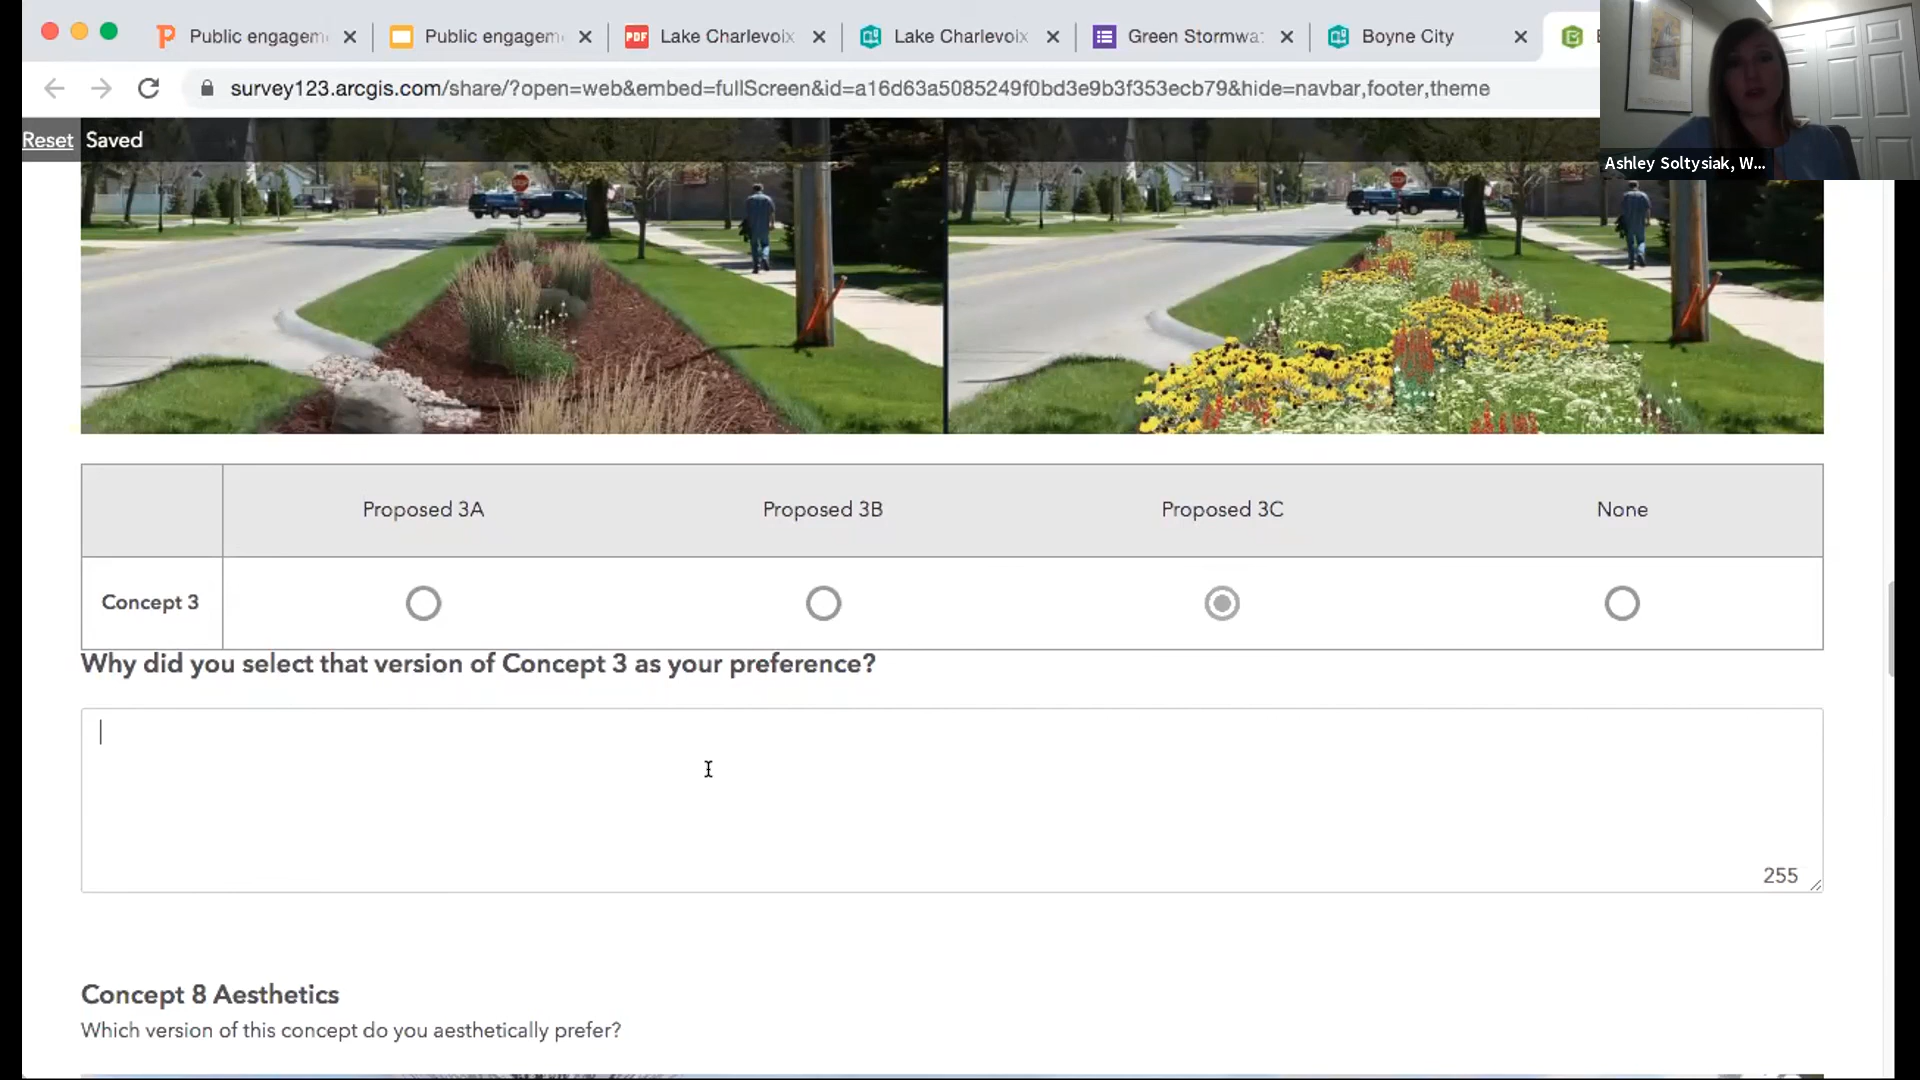 Public engagem
Public engagem
PDF Lake Charlevoix
Lake Charlevoix
Green Stormwa
Boyne City
survey123.arcgis.com/share/?open=web&embed=fullScreen&id=a16d63a5085249f0bd3e9b3f353ecb79&hide=navbar,footer,theme
Ashley Soltysiak, W...
Reset Saved
Proposed 3A Proposed 3B Proposed 3C None
Concept 3
Why did you select that version of Concept 3 as your preference?
255
Concept 8 Aesthetics
Which version of this concept do you aesthetically prefer?